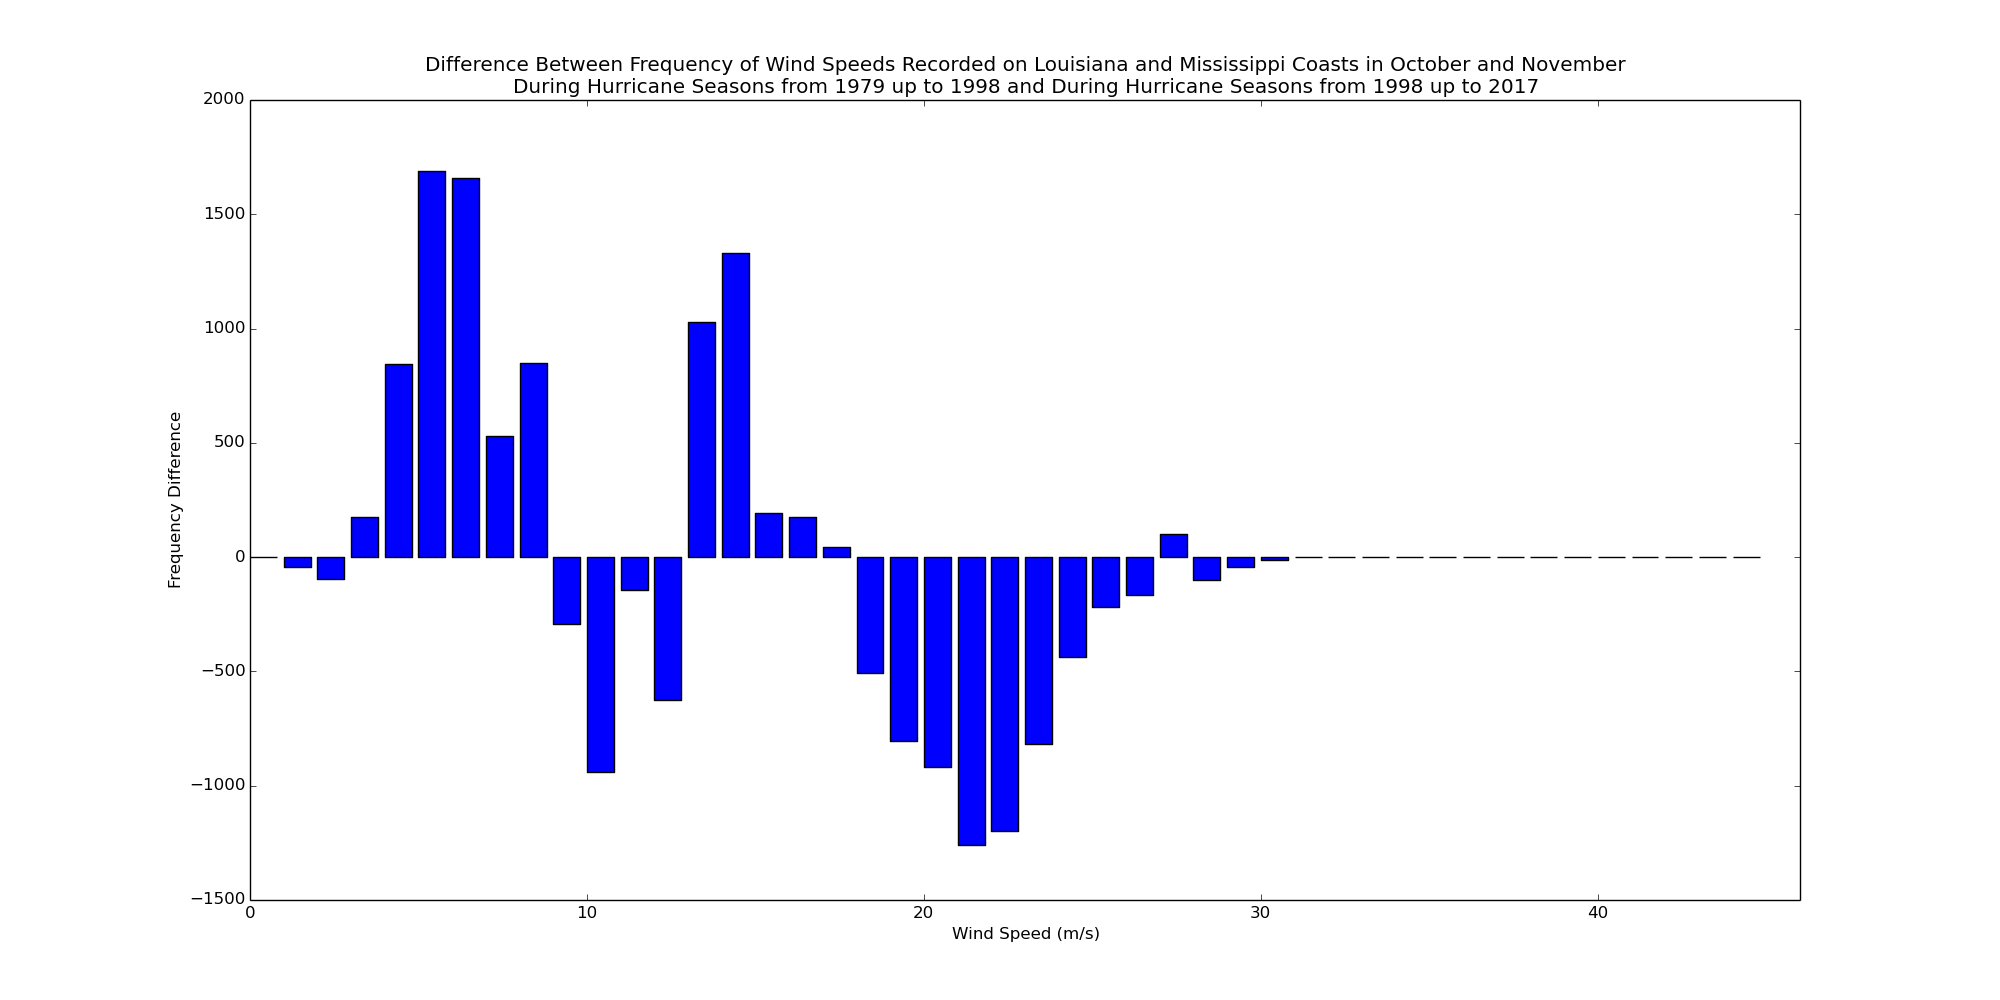 Difference Between Frequency of Wind Speeds Recorded on Louisiana and Mississippi Coasts in October and November
During Hurricane Seasons from 1979 up to 1998 and During Hurricane Seasons from 1998 up to 2017
2000
1500
1000
500
0
−500
−1000
−1500
Frequency Difference
0 10 20 30 40
Wind Speed (m/s)